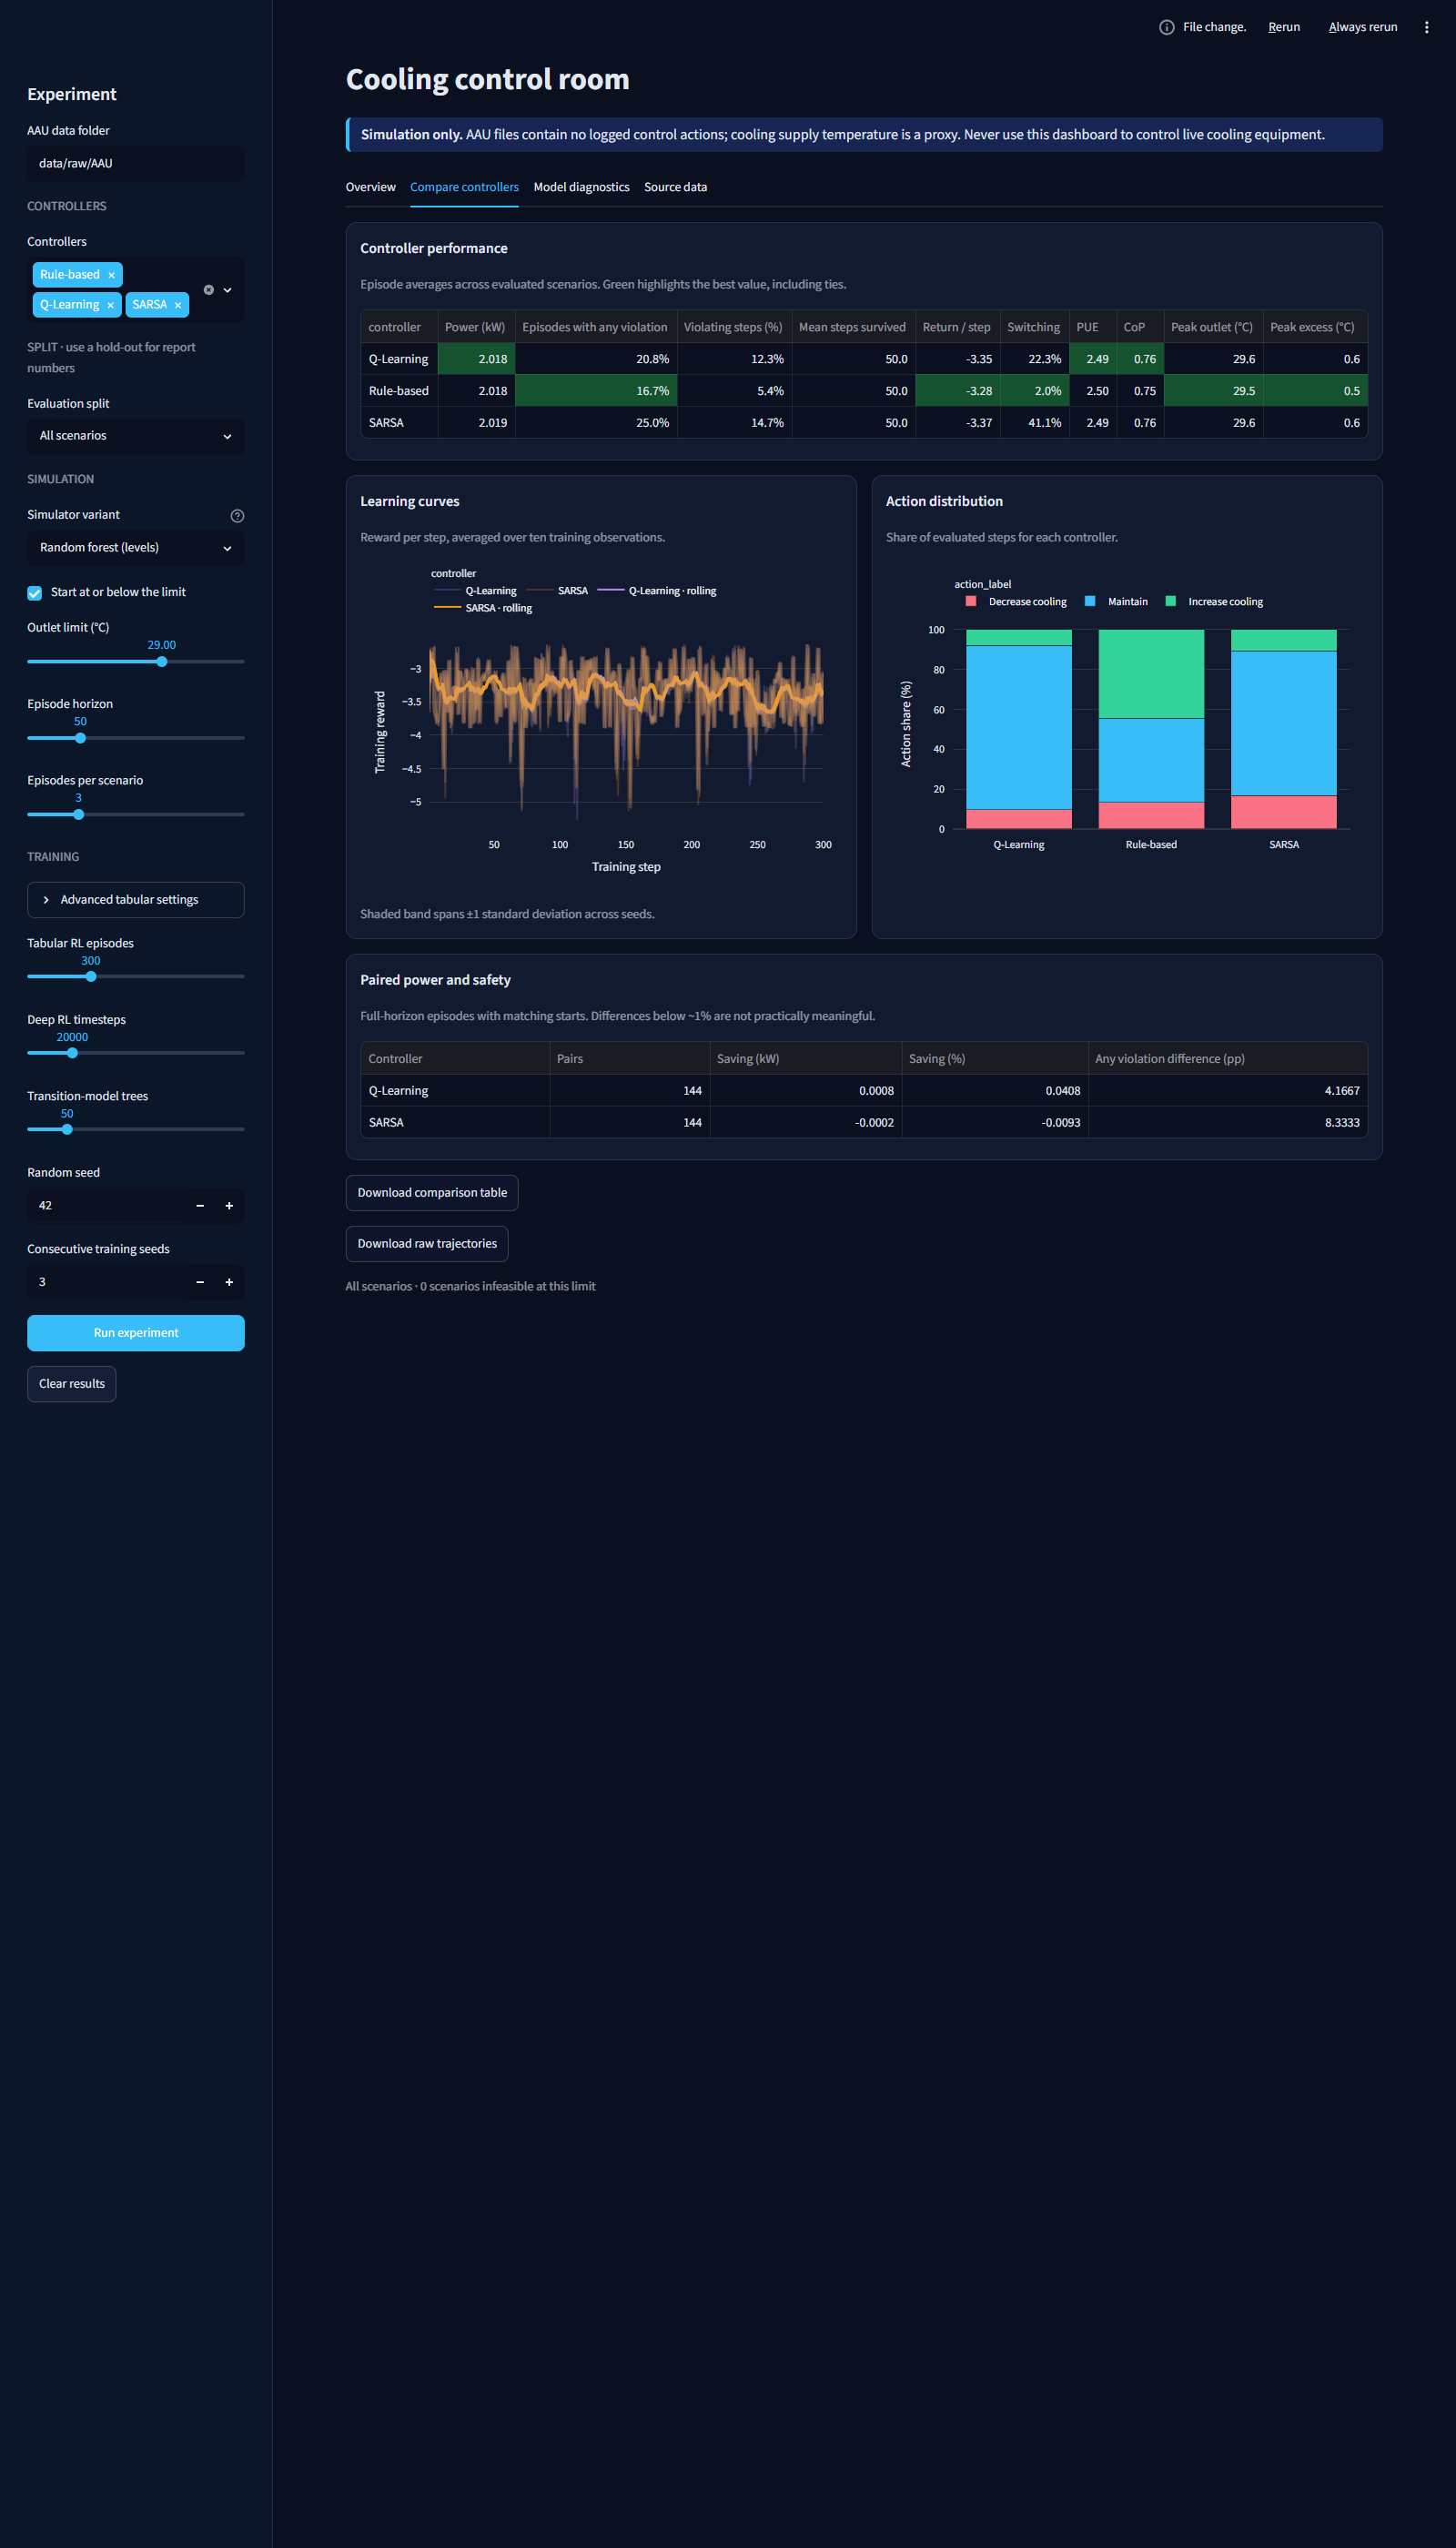 File change.
Rerun
Always rerun
Experiment
AAU data folder
data/raw/AAU
CONTROLLERS
Controllers
Rule-based ×
Q-Learning × SARSA ×
SPLIT · use a hold-out for report
numbers
Evaluation split
All scenarios
SIMULATION
Simulator variant
Random forest (levels)
Start at or below the limit
Outlet limit (°C)
29.00
Episode horizon
50
Episodes per scenario
3
TRAINING
Advanced tabular settings
Tabular RL episodes
300
Deep RL timesteps
20000
Transition-model trees
50
Random seed
42
Consecutive training seeds
3
Run experiment
Clear results
Cooling control room
Simulation only. AAU files contain no logged control actions; cooling supply temperature is a proxy. Never use this dashboard to control live cooling equipment.
Overview Compare controllers Model diagnostics Source data
Controller performance
Episode averages across evaluated scenarios. Green highlights the best value, including ties.
controller Power (kW) Episodes with any violation Violating steps (%) Mean steps survived Return / step Switching PUE CoP Peak outlet (°C) Peak excess (°C)
Q-Learning 2.018 20.8% 12.3% 50.0 -3.35 22.3% 2.49 0.76 29.6 0.6
Rule-based 2.018 16.7% 5.4% 50.0 -3.28 2.0% 2.50 0.75 29.5 0.5
SARSA 2.019 25.0% 14.7% 50.0 -3.37 41.1% 2.49 0.76 29.6 0.6
Learning curves
Reward per step, averaged over ten training observations.
controller
Q-Learning SARSA Q-Learning · rolling
SARSA · rolling
Training reward
−3
−3.5
−4
−4.5
−5
50 100 150 200 250 300
Training step
Shaded band spans ±1 standard deviation across seeds.
Action distribution
Share of evaluated steps for each controller.
action_label
Decrease cooling Maintain Increase cooling
Action share (%)
100
80
60
40
20
0
Q-Learning Rule-based SARSA
Paired power and safety
Full-horizon episodes with matching starts. Differences below ~1% are not practically meaningful.
Controller Pairs Saving (kW) Saving (%) Any violation difference (pp)
Q-Learning 144 0.0008 0.0408 4.1667
SARSA 144 -0.0002 -0.0093 8.3333
Download comparison table
Download raw trajectories
All scenarios · 0 scenarios infeasible at this limit